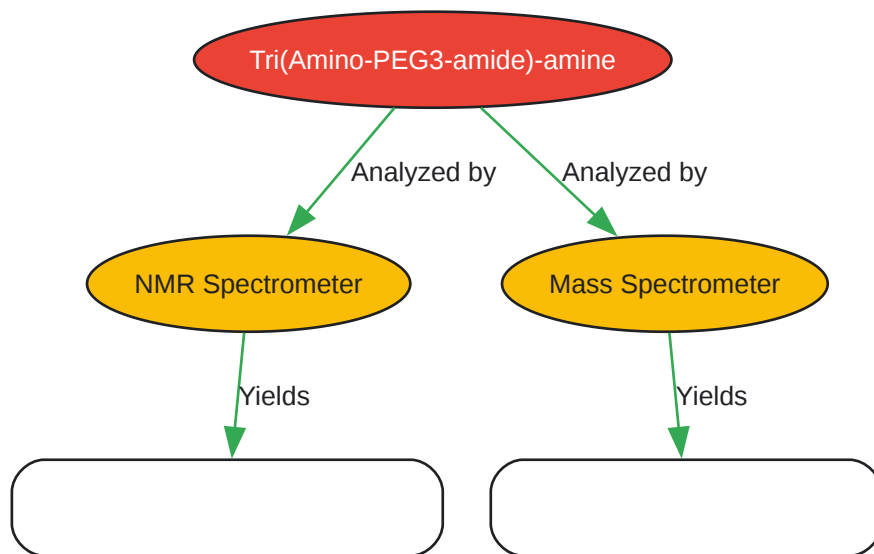 Tri(Amino-PEG3-amide)-amine
Analyzed by
Analyzed by
NMR Spectrometer
Mass Spectrometer
Yields
Yields